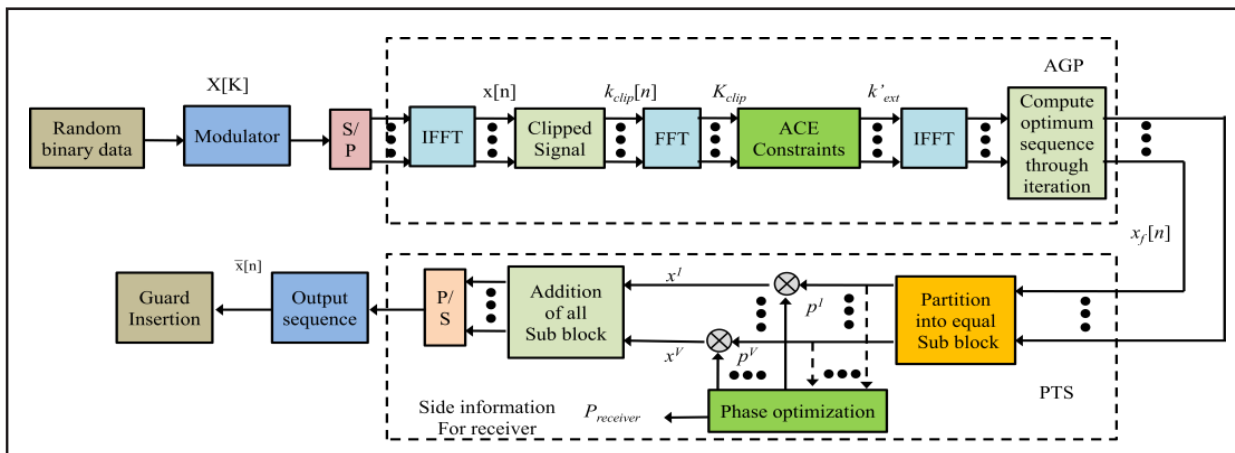 X[K]
x[n]
k_clip[n]
K_clip
k'_ext
AGP
Random
binary data
Modulator
S/
P
IFFT
Clipped
Signal
FFT
ACE
Constraints
IFFT
Compute
optimum
sequence
through
iteration
x_f[n]
x̅[n]
Guard
Insertion
Output
sequence
P/
S
Addition
of all
Sub block
x^I
x^V
p^I
p^V
Partition
into equal
Sub block
Phase optimization
P_receiver
Side information
For receiver
PTS